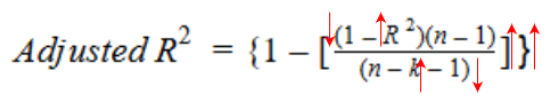 Adjusted R² = {1 − [(1 − R²)(n − 1) / (n − k − 1)]}